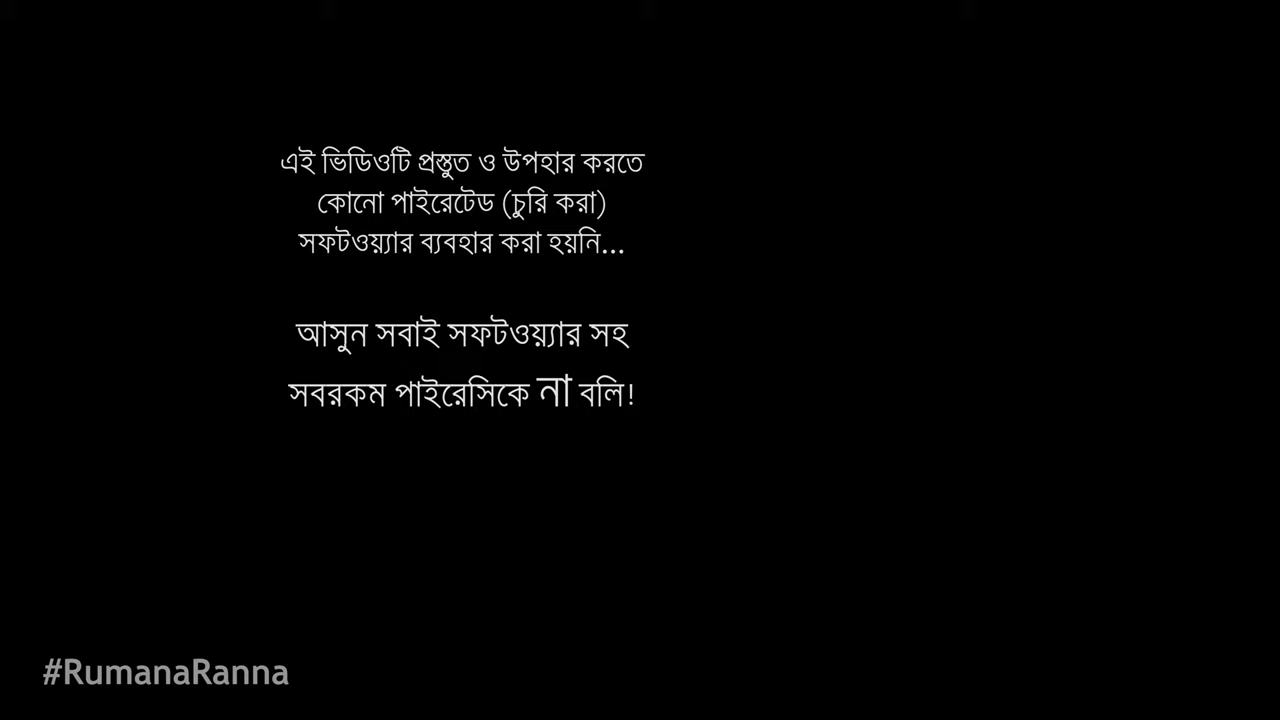 এই ভিডিওটি প্রস্তুত ও উপহার করতে
কোনো পাইরেটেড (চুরি করা)
সফটওয়্যার ব্যবহার করা হয়নি...
আসুন সবাই সফটওয়্যার সহ
সবরকম পাইরেসিকে না বলি!
#RumanaRanna